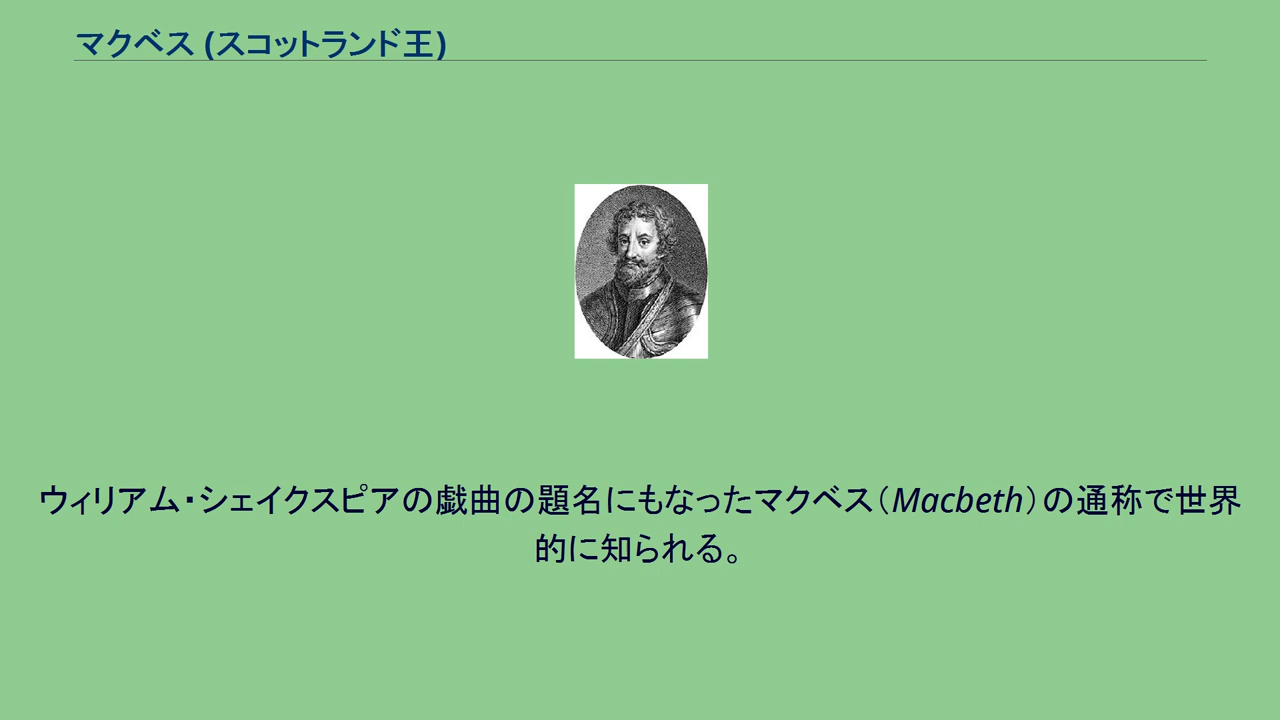 マクベス (スコットランド王)
ウィリアム・シェイクスピアの戯曲の題名にもなったマクベス（Macbeth）の通称で世界
的に知られる。